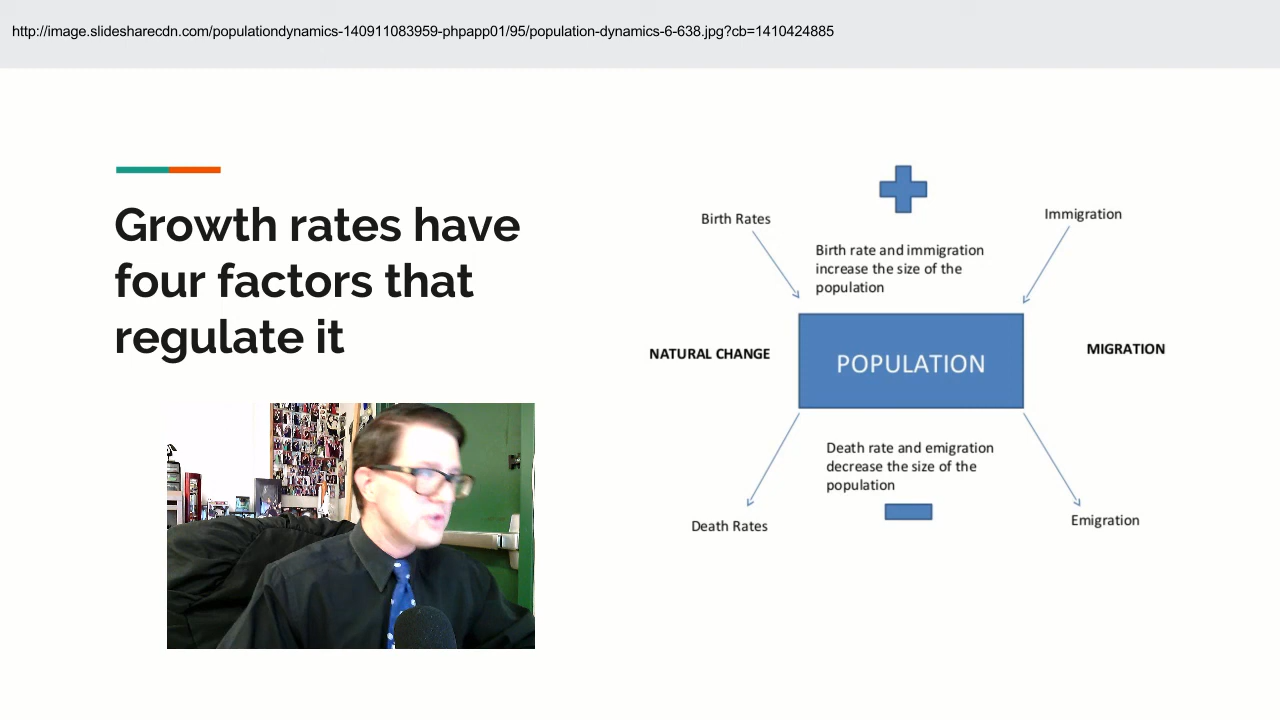 http://image.slidesharecdn.com/populationdynamics-140911083959-phpapp01/95/population-dynamics-6-638.jpg?cb=1410424885
Growth rates have
four factors that
regulate it
Birth Rates
Immigration
Birth rate and immigration
increase the size of the
population
NATURAL CHANGE
POPULATION
MIGRATION
Death rate and emigration
decrease the size of the
population
Death Rates
Emigration